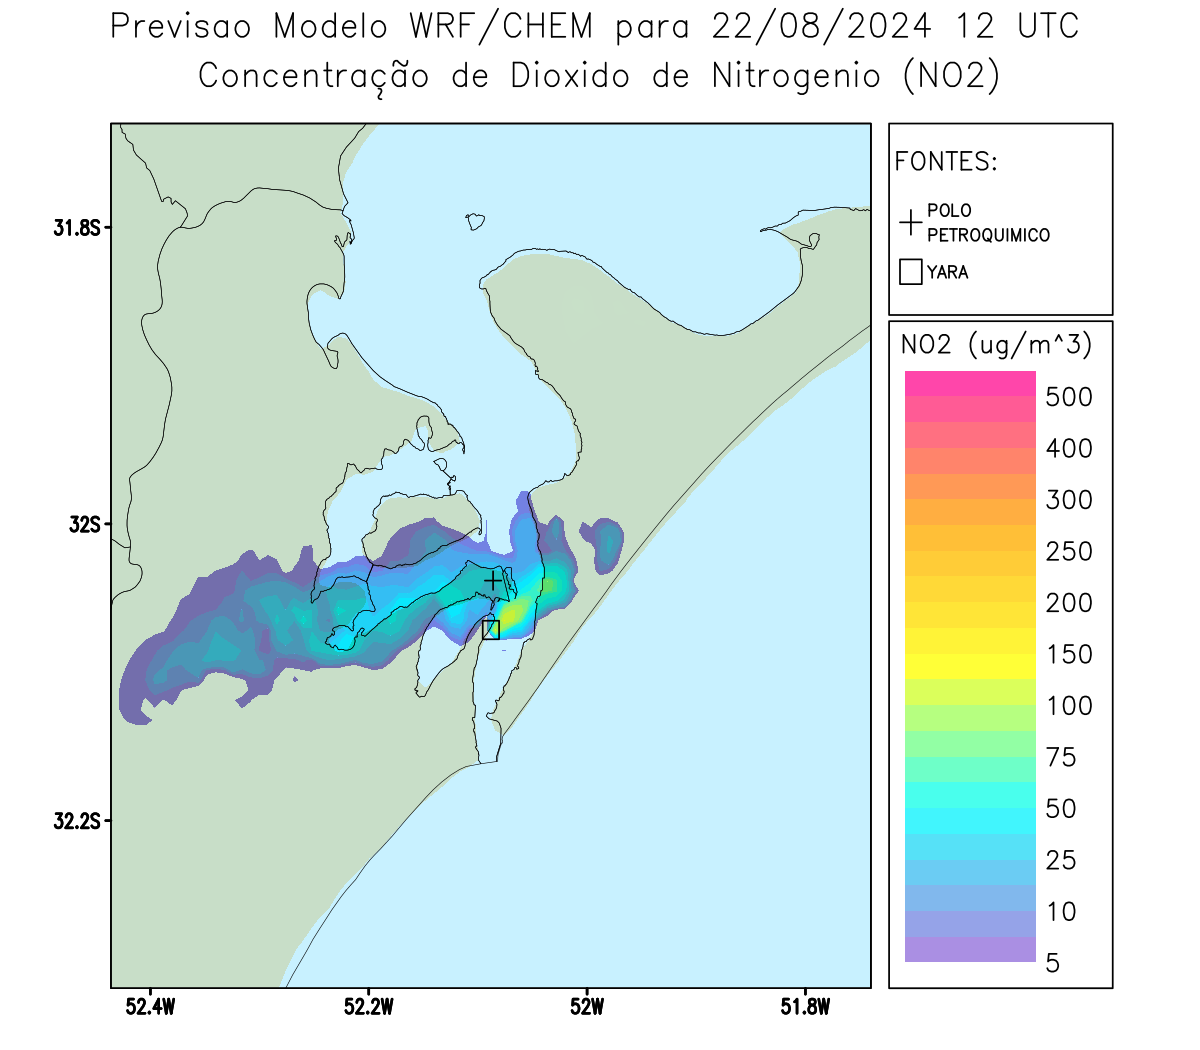 Previsao Modelo WRF/CHEM para 22/08/2024 12 UTC
Concentração de Dioxido de Nitrogenio (NO2)
FONTES:
POLO
PETROQUIMICO
YARA
NO2 (ug/m^3)
500
400
300
250
200
150
100
75
50
25
10
5
31.8S
32S
32.2S
52.4W
52.2W
52W
51.8W